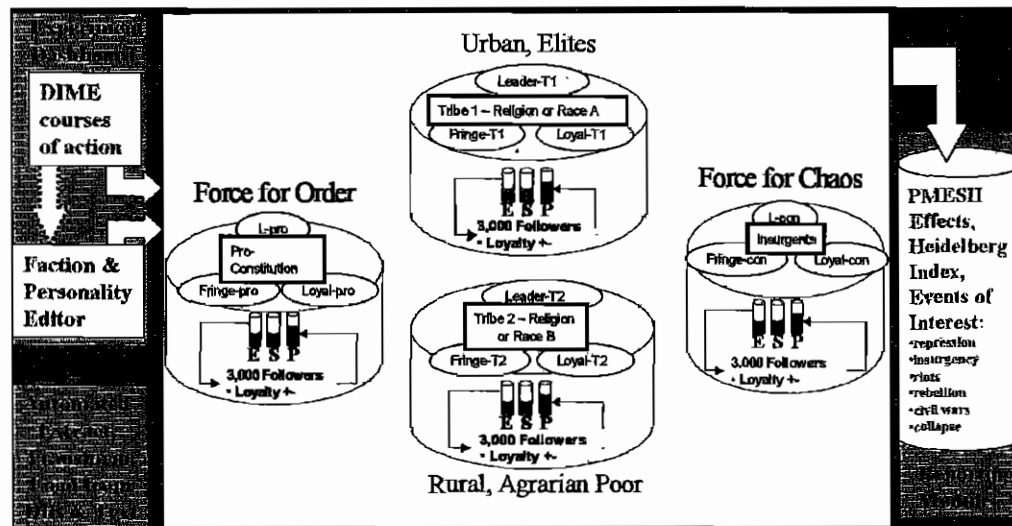 DIME
courses
of action
Faction &
Personality
Editor
Force for Order
L-pro
Pro-
Constitution
Fringe-pro
Loyal-pro
E S P
3,000 Followers
• Loyalty +-
Urban, Elites
Leader-T1
Tribe 1 – Religion or Race A
Fringe-T1
Loyal-T1
E S P
3,000 Followers
• Loyalty +-
Leader-T2
Tribe 2 – Religion
or Race B
Fringe-T2
Loyal-T2
E S P
3,000 Followers
• Loyalty +-
Rural, Agrarian Poor
Force for Chaos
L-con
Insurgents
Fringe-con
Loyal-con
E S P
3,000 Followers
• Loyalty +-
PMESII
Effects,
Heidelberg
Index,
Events of
Interest:
•repression
•insurgency
•riots
•rebellion
•civil wars
•collapse